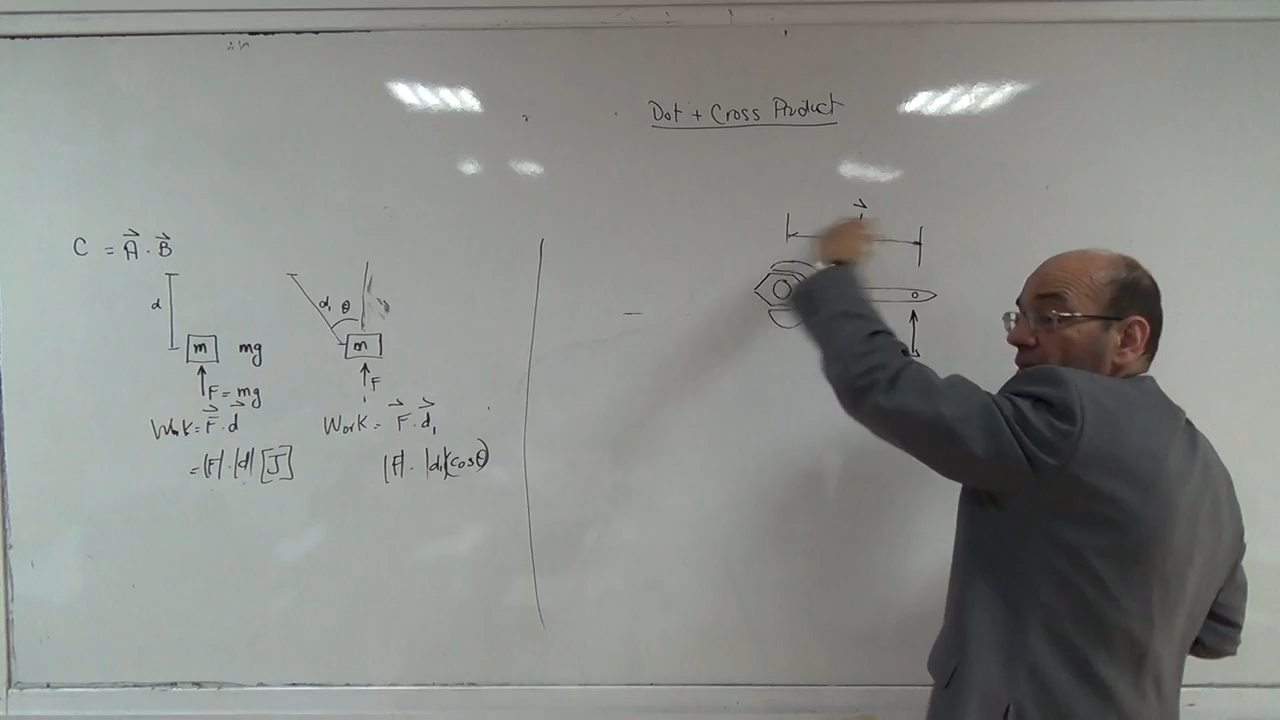 Dot + Cross Product
C = A⃗ · B⃗
d
m mg
F = mg
Work = F⃗ · d⃗
= |F| · |d| [J]
d₁ θ
m
F
Work = F⃗ · d⃗₁
|F| · |d₁|(cosθ)